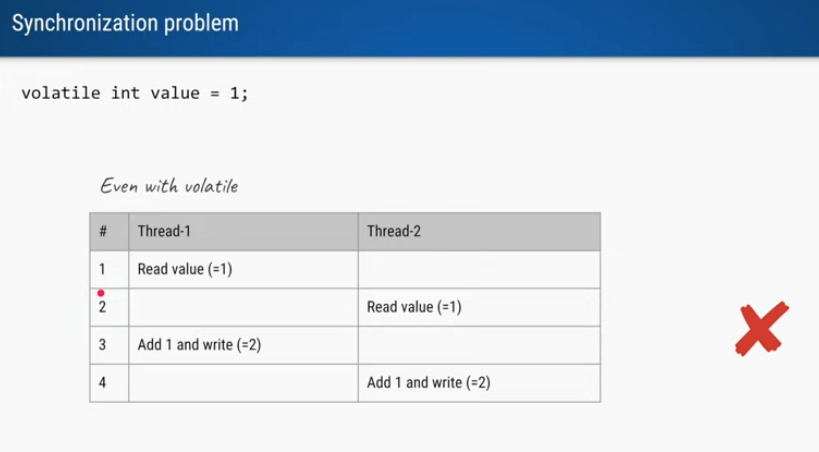 Synchronization problem
volatile int value = 1;
Even with volatile
# Thread-1 Thread-2
1 Read value (=1)
2 Read value (=1)
3 Add 1 and write (=2)
4 Add 1 and write (=2)